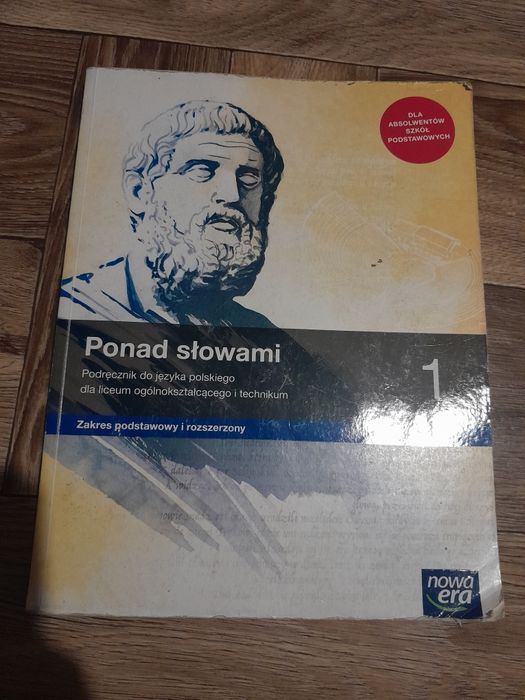 DLA
ABSOLWENTÓW
SZKÓŁ
PODSTAWOWYCH
Ponad słowami
Podręcznik do języka polskiego
dla liceum ogólnokształcącego i technikum
1
Zakres podstawowy i rozszerzony
nowa
era